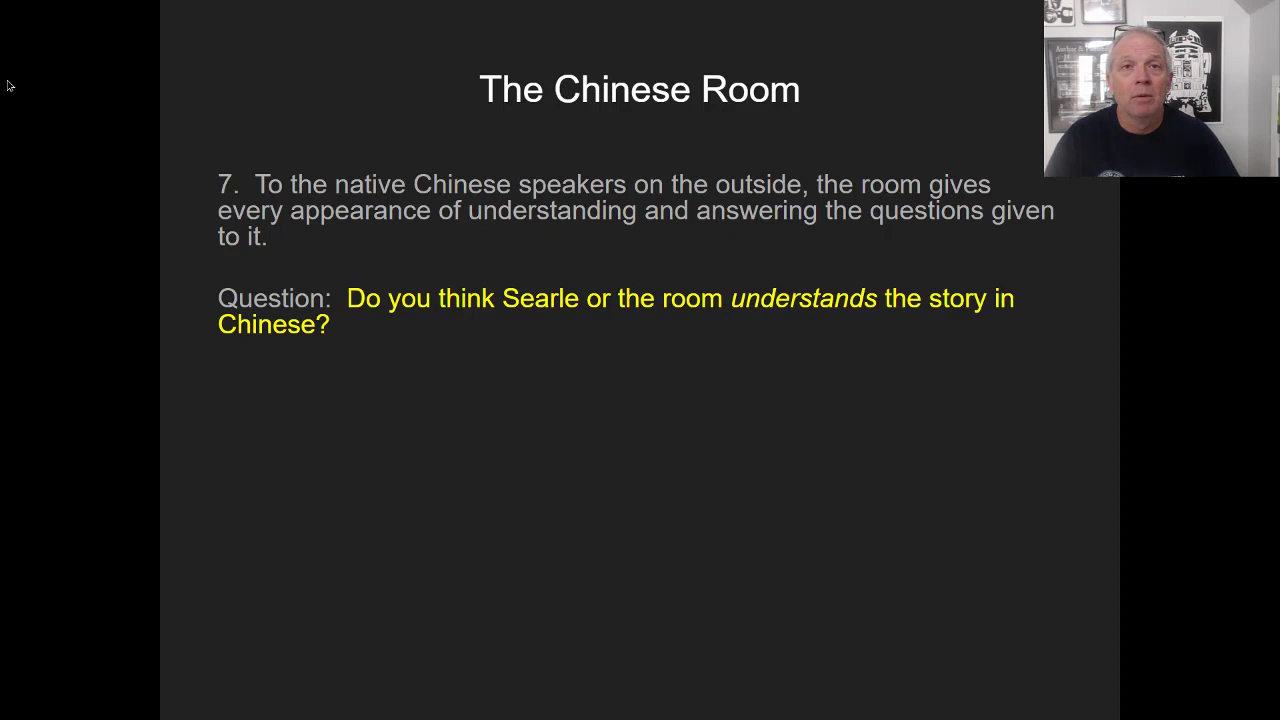 The Chinese Room
7. To the native Chinese speakers on the outside, the room gives
every appearance of understanding and answering the questions given
to it.
Question: Do you think Searle or the room understands the story in
Chinese?